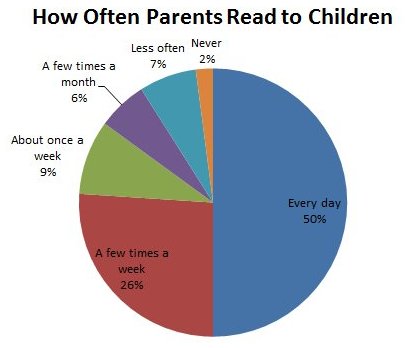 How Often Parents Read to Children
Never
2%
Less often
7%
A few times a
month
6%
About once a
week
9%
Every day
50%
A few times a
week
26%